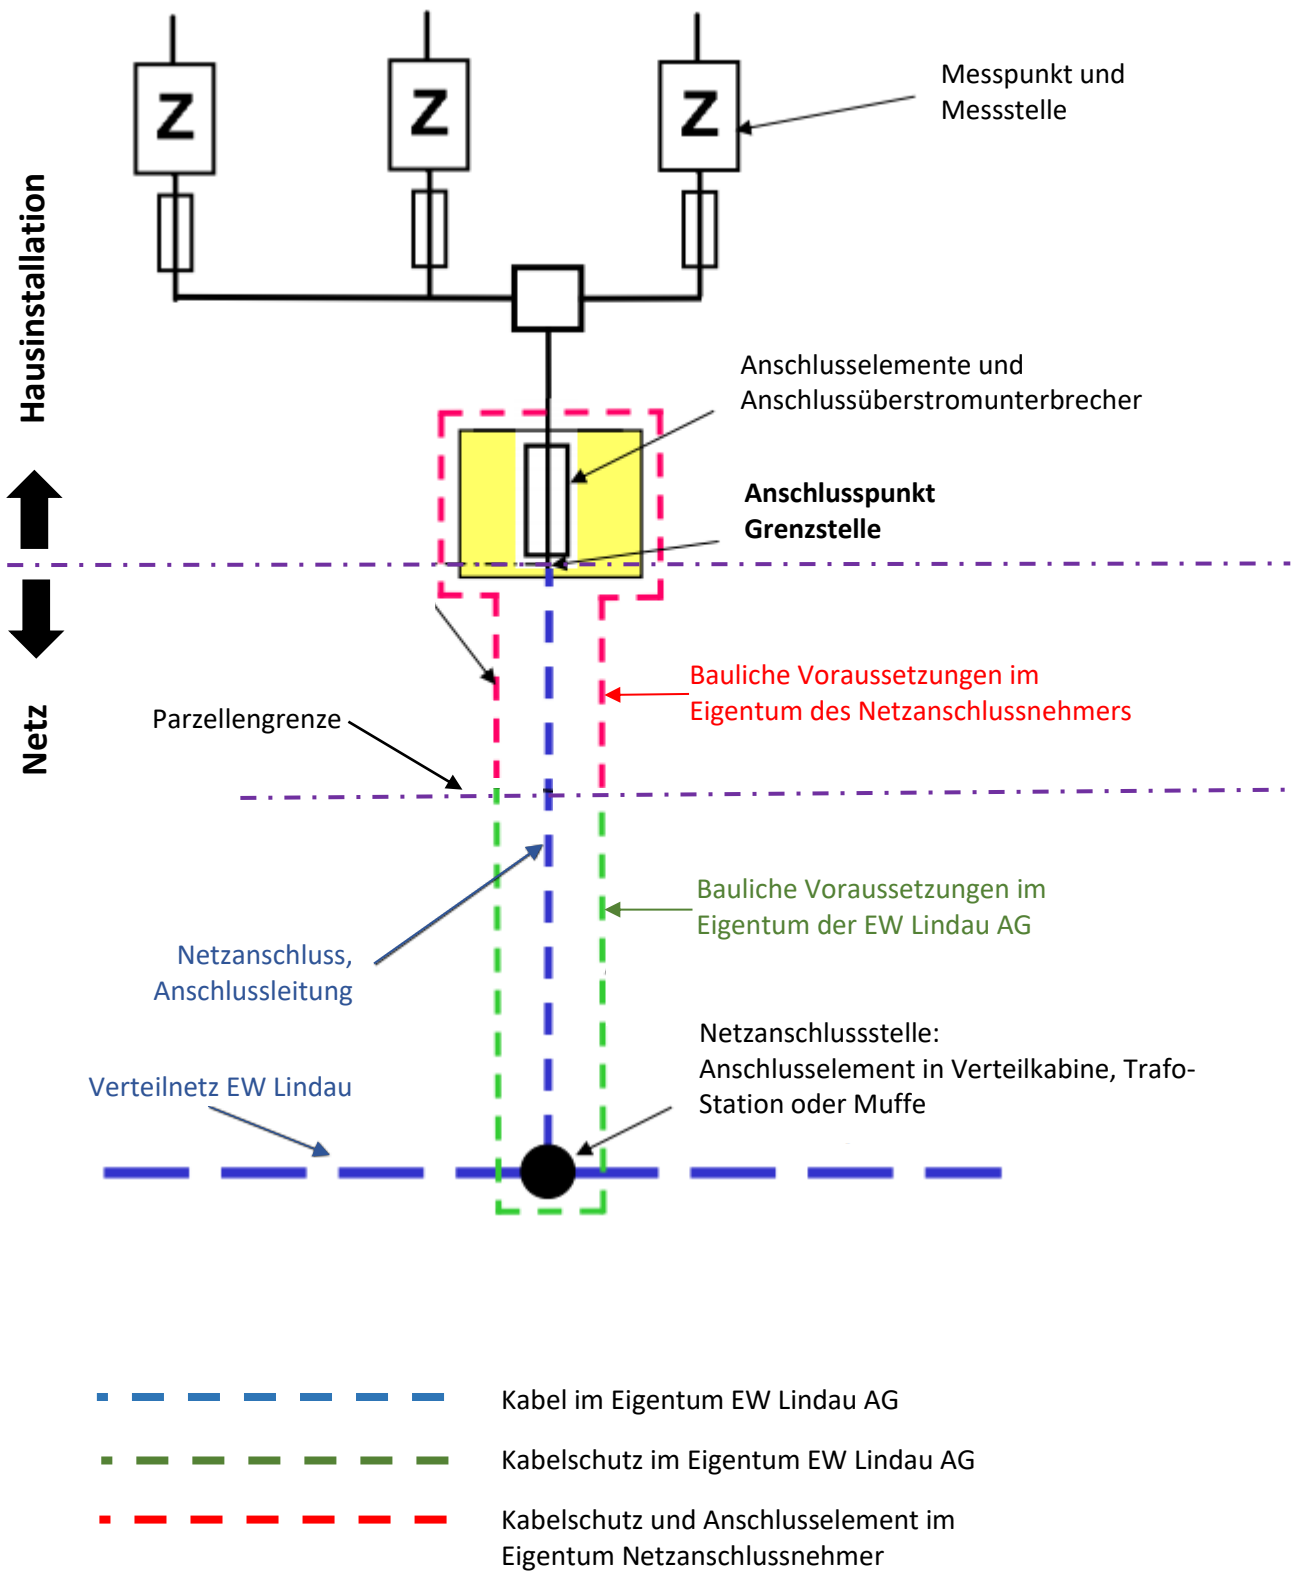 Z
Z
Z
Messpunkt und
Messstelle
Hausinstallation
Anschlusselemente und
Anschlussüberstromunterbrecher
Anschlusspunkt
Grenzstelle
Netz
Bauliche Voraussetzungen im
Eigentum des Netzanschlussnehmers
Parzellengrenze
Bauliche Voraussetzungen im
Eigentum der EW Lindau AG
Netzanschluss,
Anschlussleitung
Netzanschlussstelle:
Anschlusselement in Verteilkabine, Trafo-
Station oder Muffe
Verteilnetz EW Lindau
Kabel im Eigentum EW Lindau AG
Kabelschutz im Eigentum EW Lindau AG
Kabelschutz und Anschlusselement im
Eigentum Netzanschlussnehmer